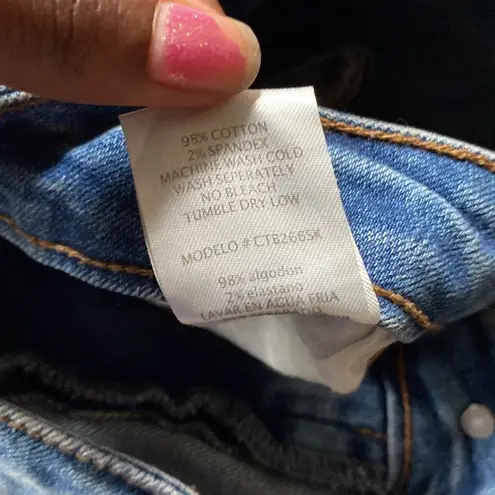 98% COTTON
2% SPANDEX
MACHINE WASH COLD
WASH SEPERATELY
NO BLEACH
TUMBLE DRY LOW
MODELO # CTB266SK
98% algodon
2% elastano
LAVAR EN AGUA FRIA